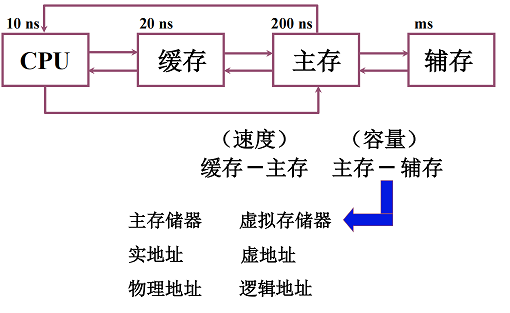 10 ns 20 ns 200 ns ms
CPU 缓存 主存 辅存
（速度） （容量）
缓存－主存 主存－辅存
主存储器 虚拟存储器
实地址 虚地址
物理地址 逻辑地址